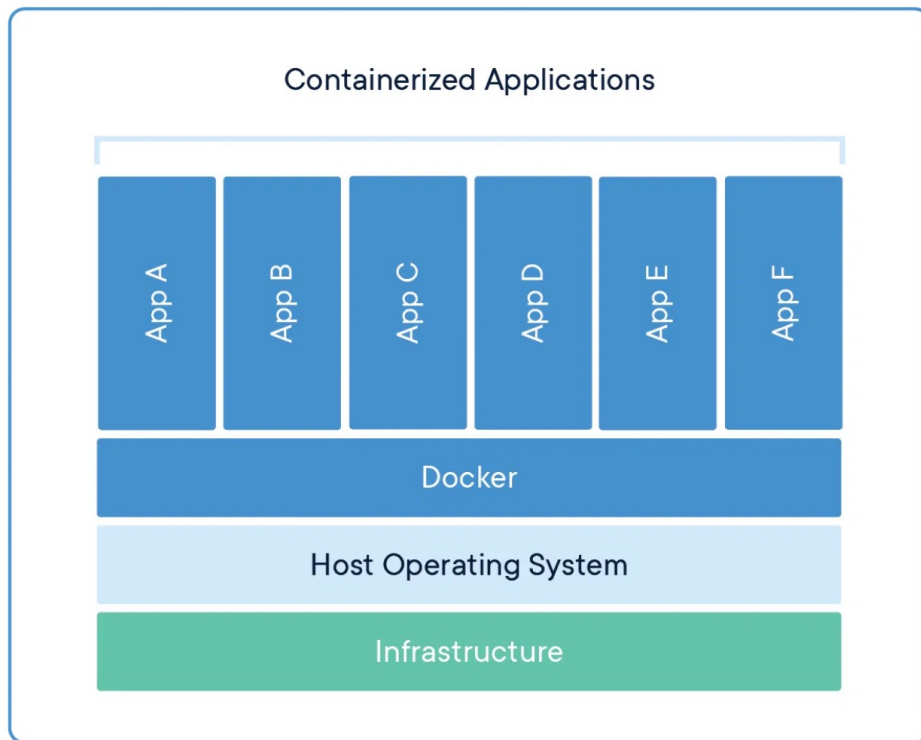 Containerized Applications
App A
App B
App C
App D
App E
App F
Docker
Host Operating System
Infrastructure